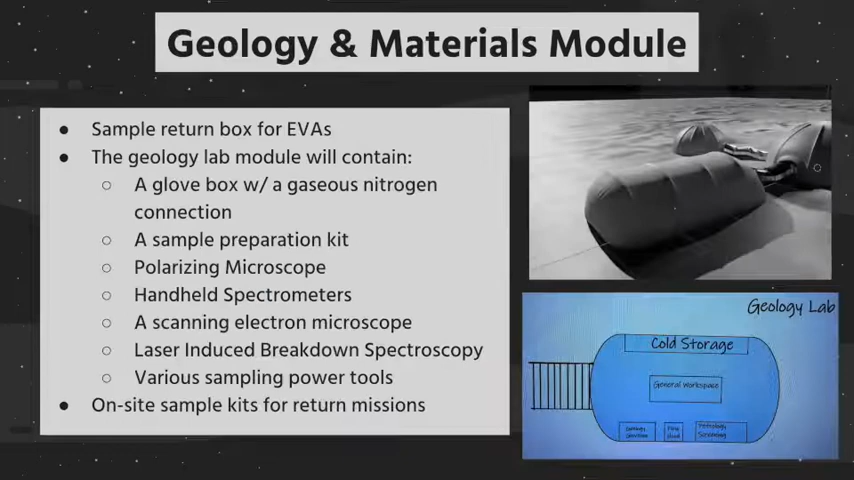 Geology & Materials Module
● Sample return box for EVAs
● The geology lab module will contain:
○ A glove box w/ a gaseous nitrogen
connection
○ A sample preparation kit
○ Polarizing Microscope
○ Handheld Spectrometers
○ A scanning electron microscope
○ Laser Induced Breakdown Spectroscopy
○ Various sampling power tools
● On-site sample kits for return missions
Geology Lab
Cold Storage
General Workspace